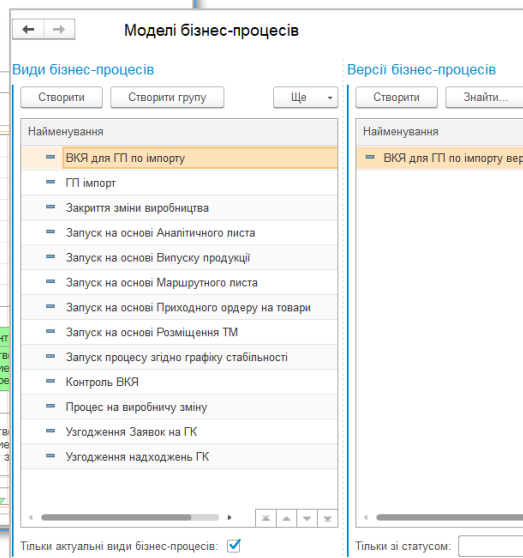 Моделі бізнес-процесів
Види бізнес-процесів
Версії бізнес-процесів
Створити Створити групу Ще
Створити Знайти...
Найменування
Найменування
ВКЯ для ГП по імпорту
ВКЯ для ГП по імпорту вер
ГП імпорт
Закриття зміни виробництва
Запуск на основі Аналітичного листа
Запуск на основі Випуску продукції
Запуск на основі Маршрутного листа
Запуск на основі Приходного ордеру на товари
Запуск на основі Розміщення ТМ
Запуск процесу згідно графіку стабільності
Контроль ВКЯ
Процес на виробничу зміну
Узгодження Заявок на ГК
Узгодження надходжень ГК
Тільки актуальні види бізнес-процесів:
Тільки зі статусом: